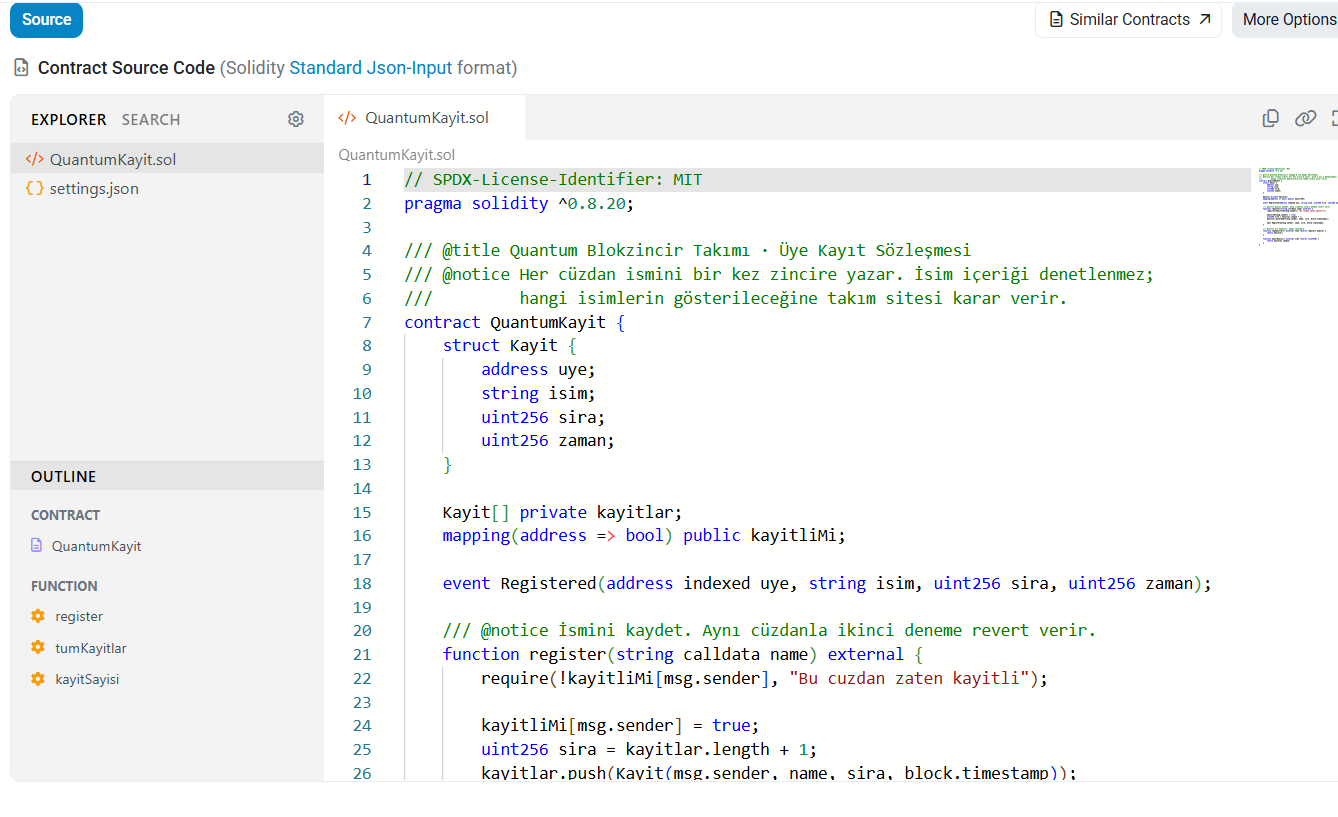 Source
Similar Contracts
More Options
Contract Source Code (Solidity Standard Json-Input format)
EXPLORER SEARCH
QuantumKayit.sol
settings.json
OUTLINE
CONTRACT
QuantumKayit
FUNCTION
register
tumKayitlar
kayitSayisi
</> QuantumKayit.sol
QuantumKayit.sol
1 // SPDX-License-Identifier: MIT
2 pragma solidity ^0.8.20;
3
4 /// @title Quantum Blokzincir Takımı · Üye Kayıt Sözleşmesi
5 /// @notice Her cüzdan ismini bir kez zincire yazar. İsim içeriği denetlenmez;
6 /// hangi isimlerin gösterileceğine takım sitesi karar verir.
7 contract QuantumKayit {
8 struct Kayit {
9 address uye;
10 string isim;
11 uint256 sira;
12 uint256 zaman;
13 }
14
15 Kayit[] private kayitlar;
16 mapping(address => bool) public kayitliMi;
17
18 event Registered(address indexed uye, string isim, uint256 sira, uint256 zaman);
19
20 /// @notice İsmini kaydet. Aynı cüzdanla ikinci deneme revert verir.
21 function register(string calldata name) external {
22 require(!kayitliMi[msg.sender], "Bu cuzdan zaten kayitli");
23
24 kayitliMi[msg.sender] = true;
25 uint256 sira = kayitlar.length + 1;
26 kayitlar.push(Kayit(msg.sender, name, sira, block.timestamp));